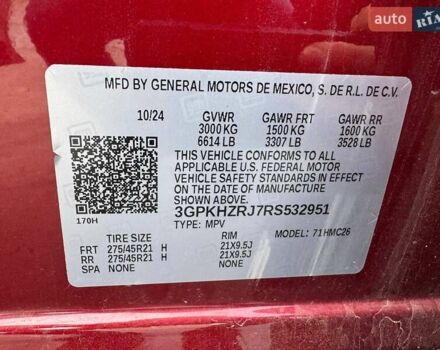 3000
AUTO
RIA
MFD BY GENERAL MOTORS DE MEXICO, S. DE R.L. DE C.V.
10/24 GVWR GAWR FRT GAWR RR
3000 KG 1500 KG 1600 KG
6614 LB 3307 LB 3528 LB
THIS VEHICLE CONFORMS TO ALL
APPLICABLE U.S. FEDERAL MOTOR
VEHICLE SAFETY STANDARDS IN EFFECT
ON THE DATE OF MANUFACTURE SHOWN ABOVE.
3GPKHZRJ7RS532951
170H
TYPE: MPV MODEL: 71HMC26
TIRE SIZE RIM
FRT 275/45R21 H 21X9.5J
RR 275/45R21 H 21X9.5J
SPA NONE NONE